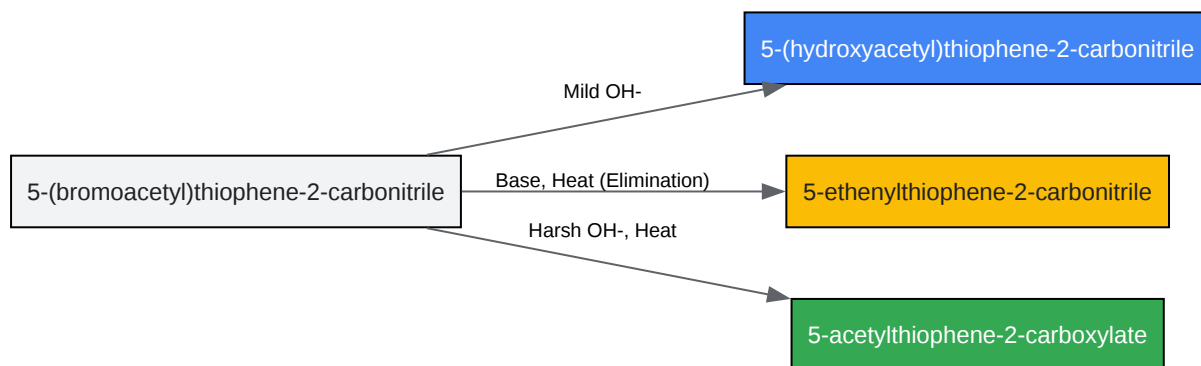 5-(hydroxyacetyl)thiophene-2-carbonitrile
Mild OH-
5-(bromoacetyl)thiophene-2-carbonitrile
Base, Heat (Elimination)
5-ethenylthiophene-2-carbonitrile
Harsh OH-, Heat
5-acetylthiophene-2-carboxylate